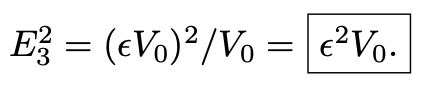 $E_3^2 = (\epsilon V_0)^2/V_0 = \boxed{\epsilon^2 V_0.}$